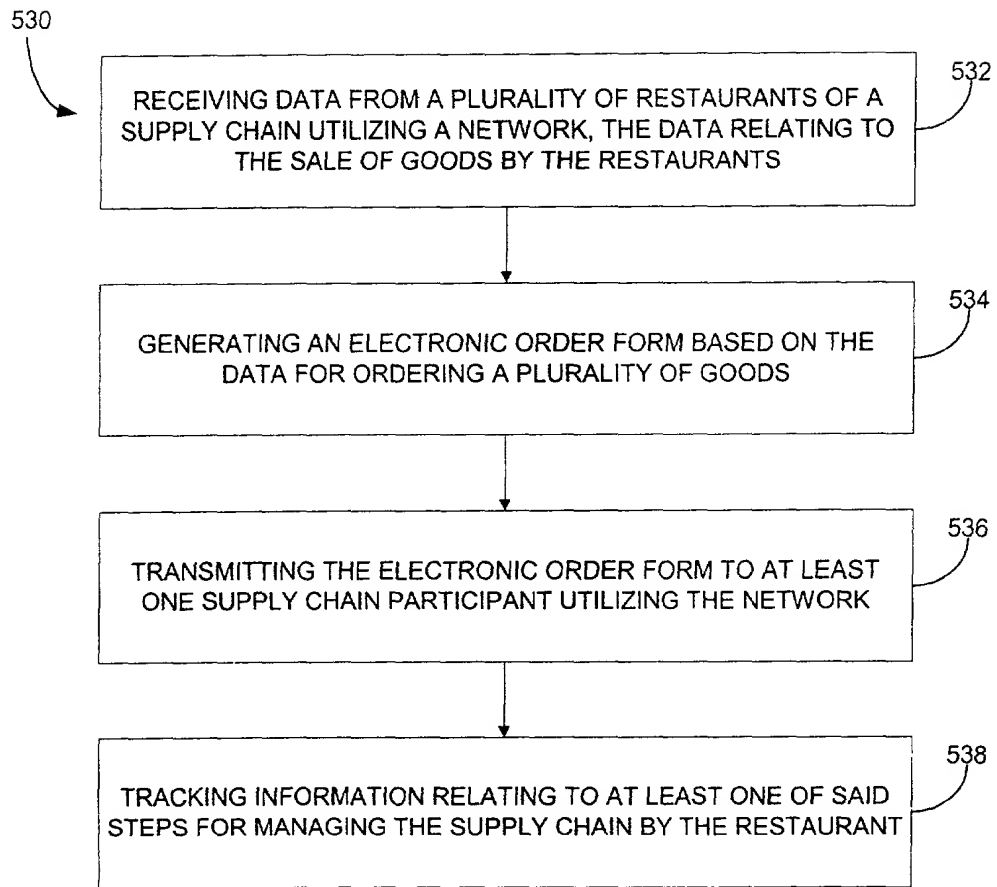 530
532
RECEIVING DATA FROM A PLURALITY OF RESTAURANTS OF A
SUPPLY CHAIN UTILIZING A NETWORK, THE DATA RELATING TO
THE SALE OF GOODS BY THE RESTAURANTS
534
GENERATING AN ELECTRONIC ORDER FORM BASED ON THE
DATA FOR ORDERING A PLURALITY OF GOODS
536
TRANSMITTING THE ELECTRONIC ORDER FORM TO AT LEAST
ONE SUPPLY CHAIN PARTICIPANT UTILIZING THE NETWORK
538
TRACKING INFORMATION RELATING TO AT LEAST ONE OF SAID
STEPS FOR MANAGING THE SUPPLY CHAIN BY THE RESTAURANT